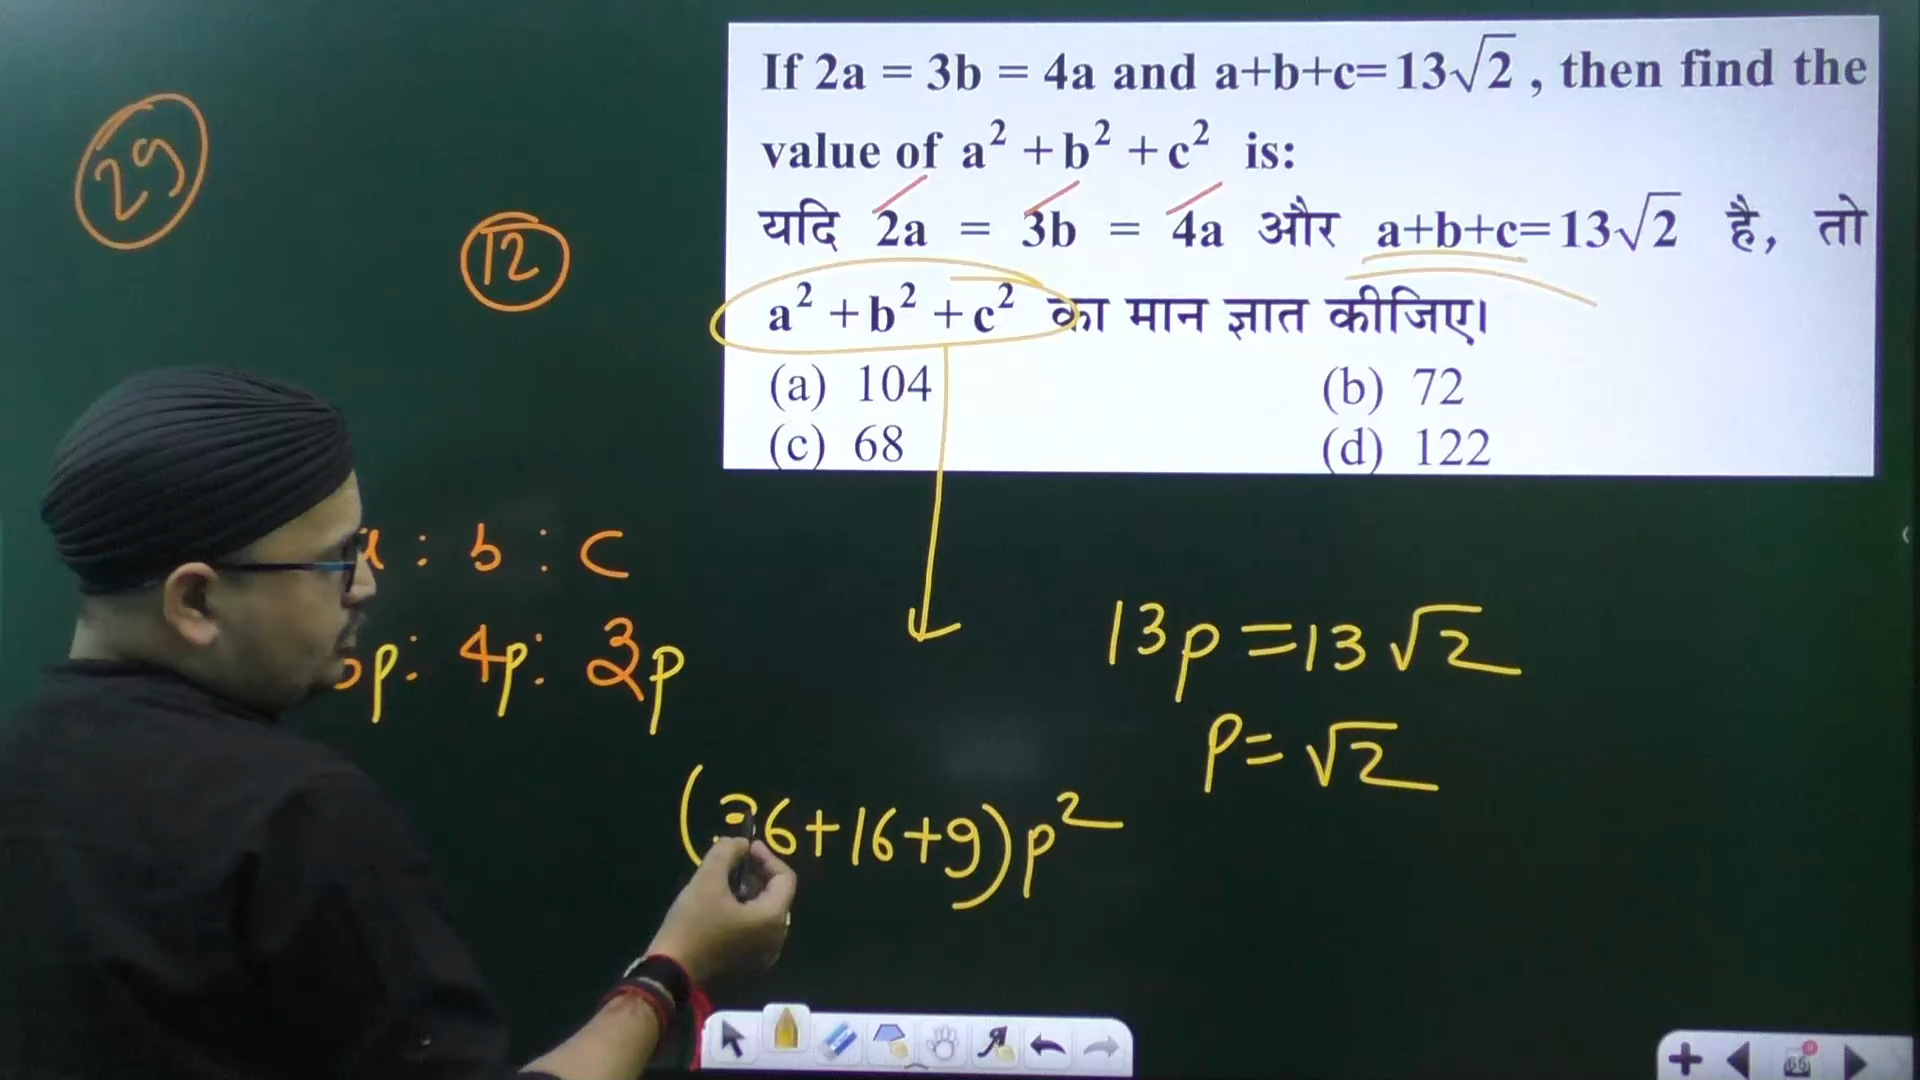 If 2a = 3b = 4a and a+b+c=13√2 , then find the
value of a² + b² + c² is:
यदि 2a = 3b = 4a और a+b+c=13√2 है, तो
a² + b² + c² का मान ज्ञात कीजिए।
(a) 104 (b) 72
(c) 68 (d) 122
29
12
: b : c
p : 4p : 3p
13p = 13√2
p = √2
(36+16+9)p²